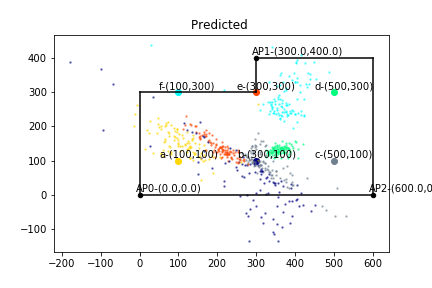 Predicted
AP1-(300.0,400.0)
f-(100,300)
e-(300,300)
d-(500,300)
a-(100,100)
b-(300,100)
c-(500,100)
AP0-(0.0,0.0)
AP2-(600.0,0
400
300
200
100
0
−100
−200
−100
0
100
200
300
400
500
600